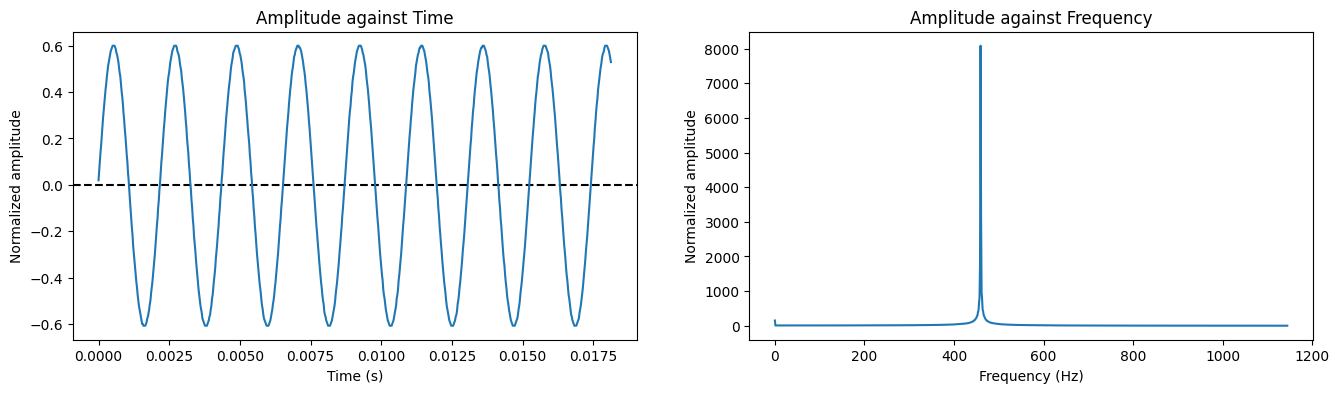 Amplitude against Time
Normalized amplitude
0.6
0.4
0.2
0.0
−0.2
−0.4
−0.6
0.0000 0.0025 0.0050 0.0075 0.0100 0.0125 0.0150 0.0175
Time (s)
Amplitude against Frequency
Normalized amplitude
8000
7000
6000
5000
4000
3000
2000
1000
0
0 200 400 600 800 1000 1200
Frequency (Hz)